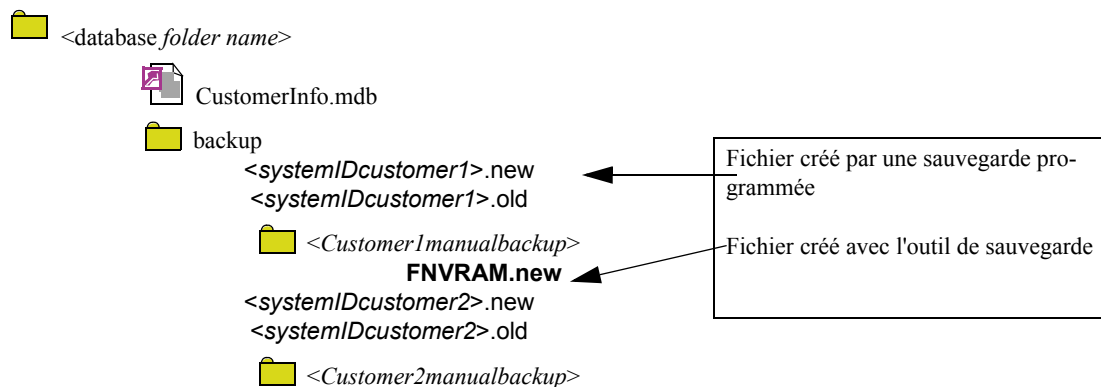 <database folder name>
CustomerInfo.mdb
backup
<systemIDcustomer1>.new
<systemIDcustomer1>.old
<Customer1manualbackup>
FNVRAM.new
<systemIDcustomer2>.new
<systemIDcustomer2>.old
<Customer2manualbackup>
Fichier créé par une sauvegarde pro-
grammée
Fichier créé avec l'outil de sauvegarde